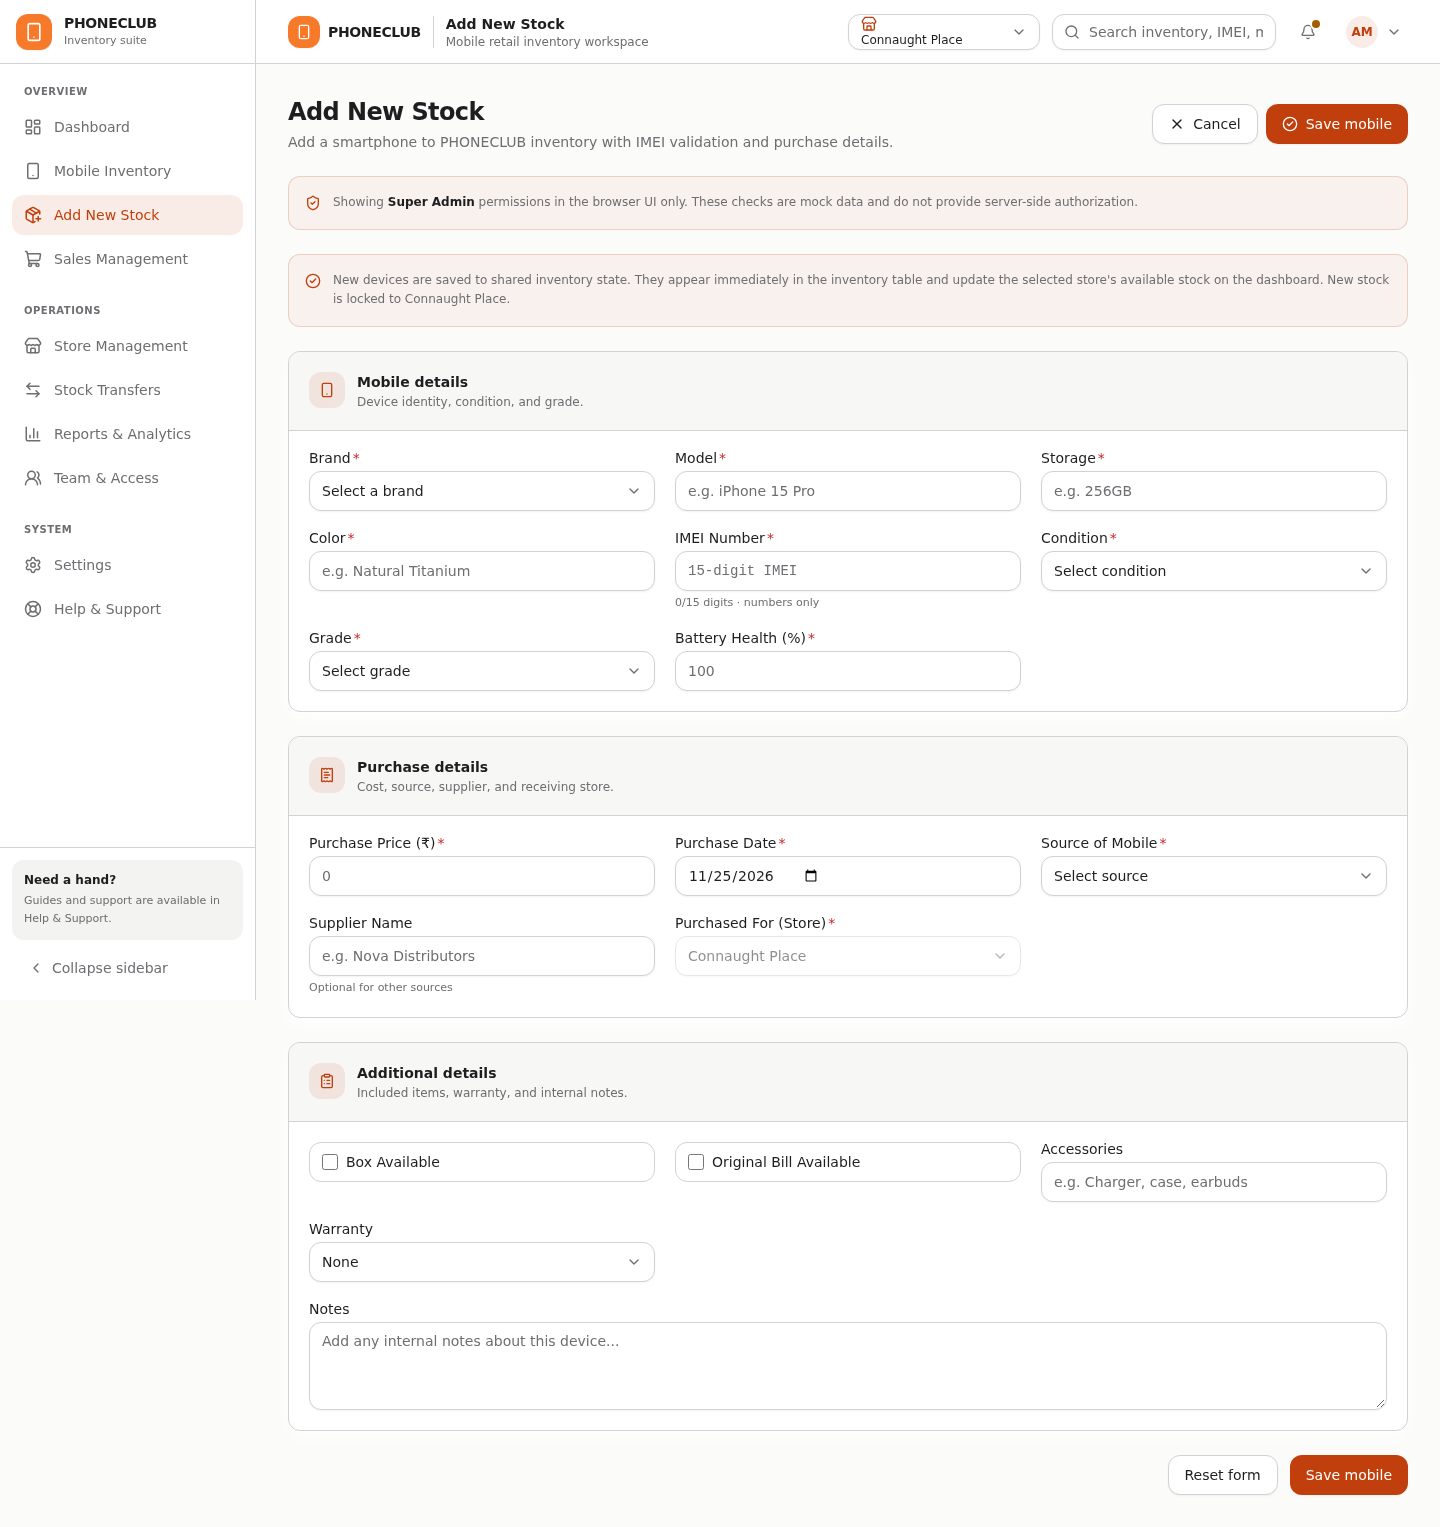 PHONECLUB
Inventory suite
OVERVIEW
Dashboard
Mobile Inventory
Add New Stock
Sales Management
OPERATIONS
Store Management
Stock Transfers
Reports & Analytics
Team & Access
SYSTEM
Settings
Help & Support
Need a hand?
Guides and support are available in
Help & Support.
Collapse sidebar
PHONECLUB
Add New Stock
Mobile retail inventory workspace
Connaught Place
Search inventory, IMEI, n
AM
Add New Stock
Add a smartphone to PHONECLUB inventory with IMEI validation and purchase details.
Cancel
Save mobile
Showing Super Admin permissions in the browser UI only. These checks are mock data and do not provide server-side authorization.
New devices are saved to shared inventory state. They appear immediately in the inventory table and update the selected store's available stock on the dashboard. New stock
is locked to Connaught Place.
Mobile details
Device identity, condition, and grade.
Brand* Model* Storage*
Select a brand e.g. iPhone 15 Pro e.g. 256GB
Color* IMEI Number* Condition*
e.g. Natural Titanium 15-digit IMEI Select condition
0/15 digits · numbers only
Grade* Battery Health (%)*
Select grade 100
Purchase details
Cost, source, supplier, and receiving store.
Purchase Price (₹)* Purchase Date* Source of Mobile*
0 11/25/2026 Select source
Supplier Name Purchased For (Store)*
e.g. Nova Distributors Connaught Place
Optional for other sources
Additional details
Included items, warranty, and internal notes.
Accessories
Box Available Original Bill Available
e.g. Charger, case, earbuds
Warranty
None
Notes
Add any internal notes about this device...
Reset form Save mobile